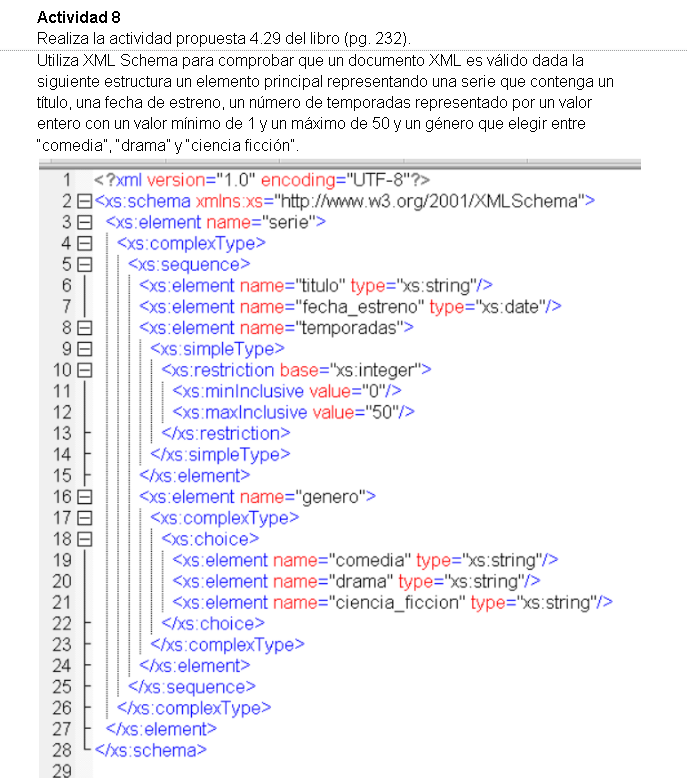 Actividad 8
Realiza la actividad propuesta 4.29 del libro (pg. 232).
Utiliza XML Schema para comprobar que un documento XML es válido dada la
siguiente estructura un elemento principal representando una serie que contenga un
título, una fecha de estreno, un número de temporadas representado por un valor
entero con un valor mínimo de 1 y un máximo de 50 y un género que elegir entre
"comedia", "drama" y "ciencia ficción".
1 <?xml version="1.0" encoding="UTF-8"?>
2 <xs:schema xmlns:xs="http://www.w3.org/2001/XMLSchema">
3 <xs:element name="serie">
4 <xs:complexType>
5 <xs:sequence>
6 <xs:element name="titulo" type="xs:string"/>
7 <xs:element name="fecha_estreno" type="xs:date"/>
8 <xs:element name="temporadas">
9 <xs:simpleType>
10 <xs:restriction base="xs:integer">
11 <xs:minInclusive value="0"/>
12 <xs:maxInclusive value="50"/>
13 </xs:restriction>
14 </xs:simpleType>
15 </xs:element>
16 <xs:element name="genero">
17 <xs:complexType>
18 <xs:choice>
19 <xs:element name="comedia" type="xs:string"/>
20 <xs:element name="drama" type="xs:string"/>
21 <xs:element name="ciencia_ficcion" type="xs:string"/>
22 </xs:choice>
23 </xs:complexType>
24 </xs:element>
25 </xs:sequence>
26 </xs:complexType>
27 </xs:element>
28 </xs:schema>
29